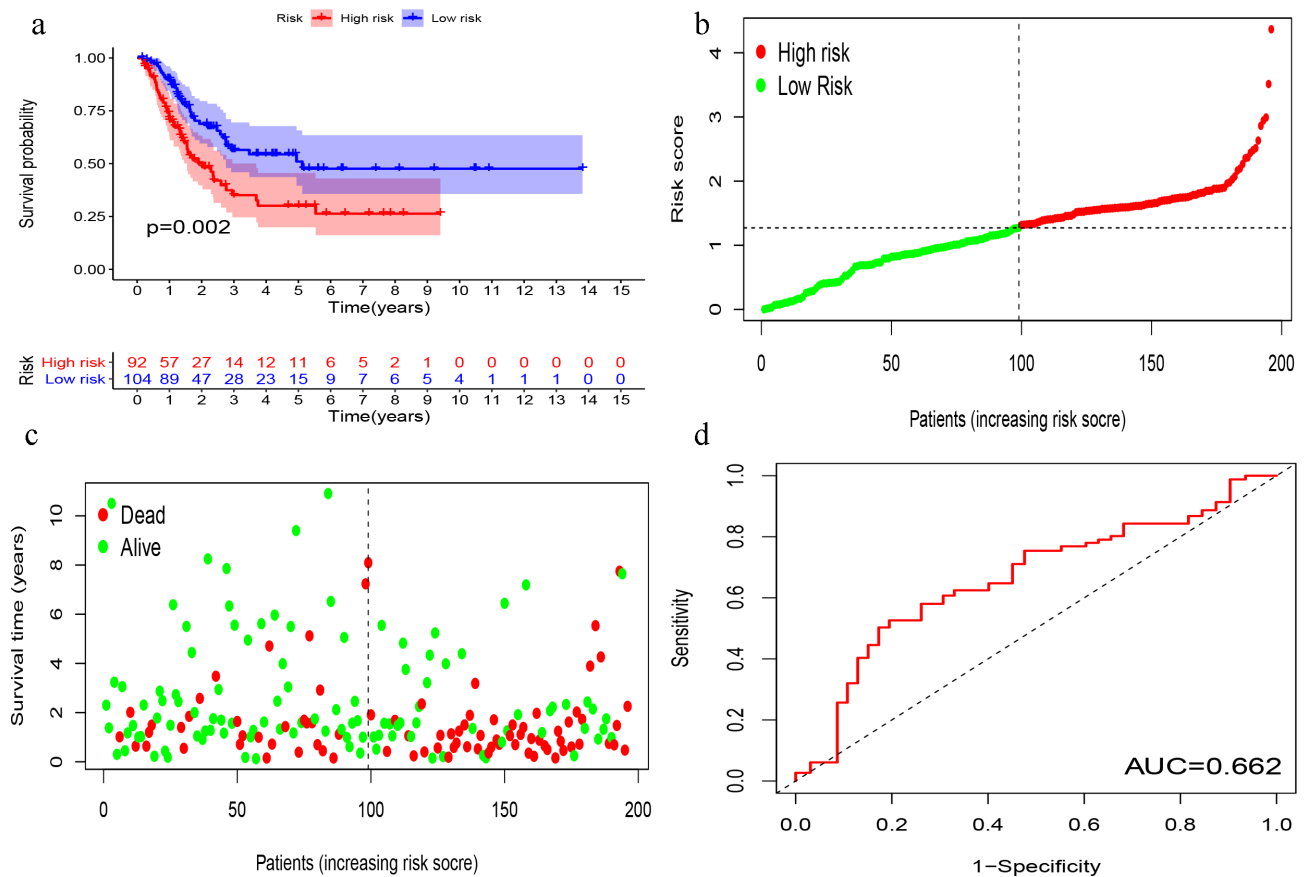 a
Risk High risk Low risk
Survival probability
1.00
0.75
0.50
0.25
0.00
p=0.002
0 1 2 3 4 5 6 7 8 9 10 11 12 13 14 15
Time(years)
Risk
High risk 92 57 27 14 12 11 6 5 2 1 0 0 0 0 0 0
Low risk 104 89 47 28 23 15 9 7 6 5 4 1 1 1 0 0
0 1 2 3 4 5 6 7 8 9 10 11 12 13 14 15
Time(years)
b
High risk
Low Risk
Risk score
4
3
2
1
0
0 50 100 150 200
Patients (increasing risk socre)
c
Dead
Alive
Survival time (years)
10
8
6
4
2
0
0 50 100 150 200
Patients (increasing risk socre)
d
Sensitivity
1.0
0.8
0.6
0.4
0.2
0.0
AUC=0.662
0.0 0.2 0.4 0.6 0.8 1.0
1−Specificity